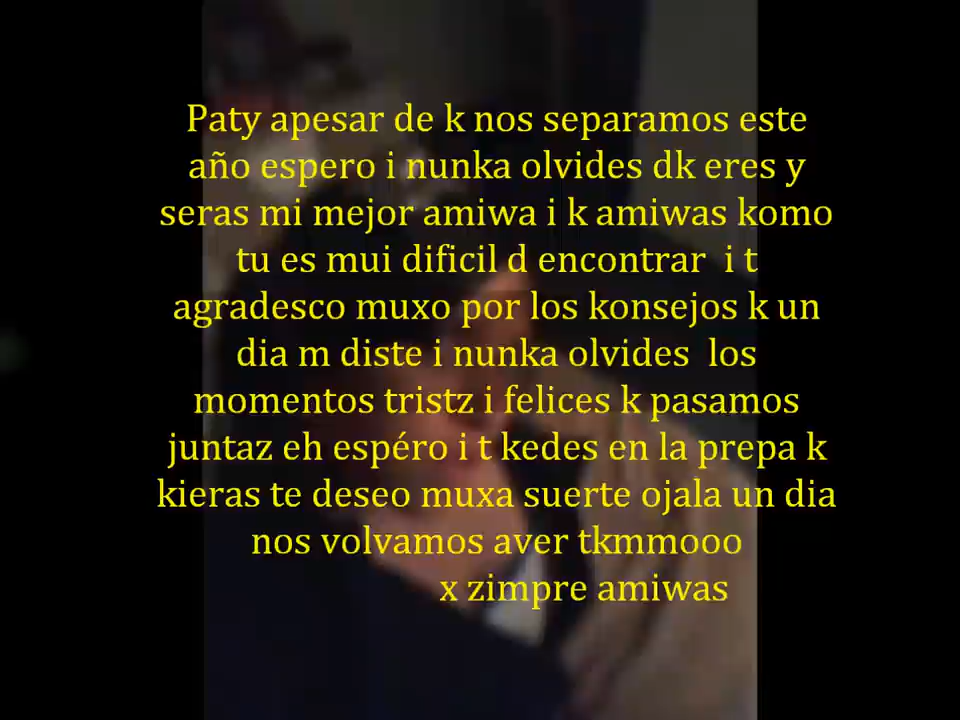 Paty apesar de k nos separamos este
año espero i nunka olvides dk eres y
seras mi mejor amiwa i k amiwas komo
tu es mui dificil d encontrar i t
agradesco muxo por los konsejos k un
dia m diste i nunka olvides los
momentos tristz i felices k pasamos
juntaz eh espéro i t kedes en la prepa k
kieras te deseo muxa suerte ojala un dia
nos volvamos aver tkmmooo
x zimpre amiwas